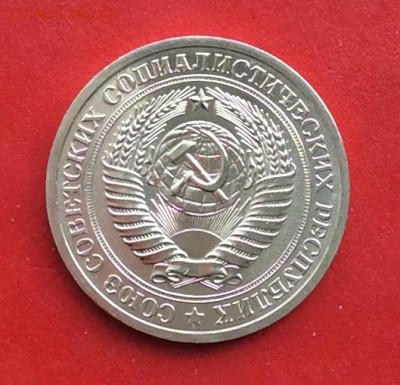 СОЮЗ СОВЕТСКИХ СОЦИАЛИСТИЧЕСКИХ РЕСПУБЛИК